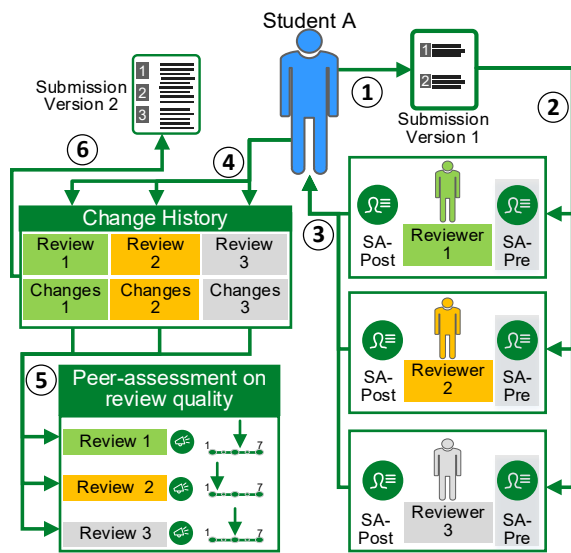 Student A
1
2
3
Submission
Version 2
1
1
2
Submission
Version 1
2
6
4
3
Change History
Review
1
Review
2
Review
3
Changes
1
Changes
2
Changes
3
SA-
Post
Reviewer
1
SA-
Pre
SA-
Post
Reviewer
2
SA-
Pre
SA-
Post
Reviewer
3
SA-
Pre
5
Peer-assessment on
review quality
Review 1
1 7
Review 2
1 7
Review 3
1 7